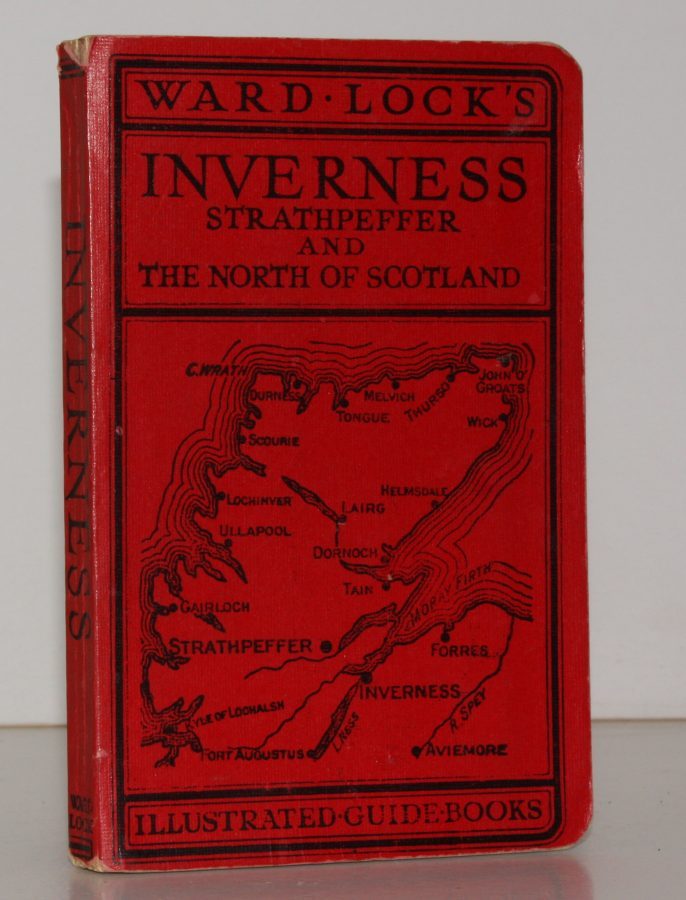 WARD·LOCK'S
INVERNESS
STRATHPEFFER
AND
THE NORTH OF SCOTLAND
C.WRATH
DURNESS
TONGUE
MELVICH
THURSO
JOHN O'
GROATS
WICK
SCOURIE
LOCHINVER
LAIRG
HELMSDALE
ULLAPOOL
DORNOCH
TAIN
MORAY FIRTH
GAIRLOCH
STRATHPEFFER
FORRES
INVERNESS
KYLE OF LOCHALSH
L.NESS
R.SPEY
FORT AUGUSTUS
AVIEMORE
ILLUSTRATED·GUIDE·BOOKS
INVERNESS
WARD
LOCK